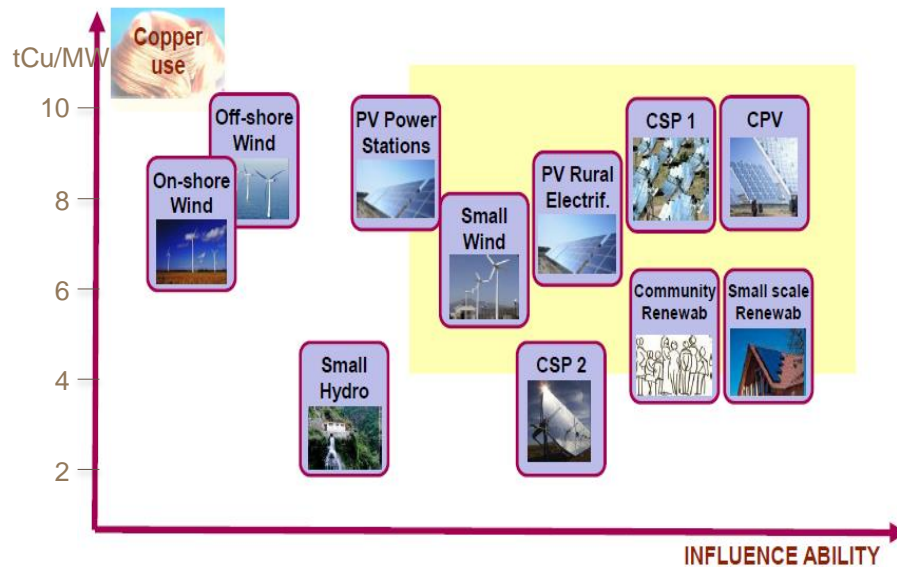 Copper
use
tCu/MW
10
8
6
4
2
Off-shore
Wind
On-shore
Wind
PV Power
Stations
Small
Wind
PV Rural
Electrif.
CSP 1
CPV
Small
Hydro
CSP 2
Community
Renewab
Small scale
Renewab
INFLUENCE ABILITY